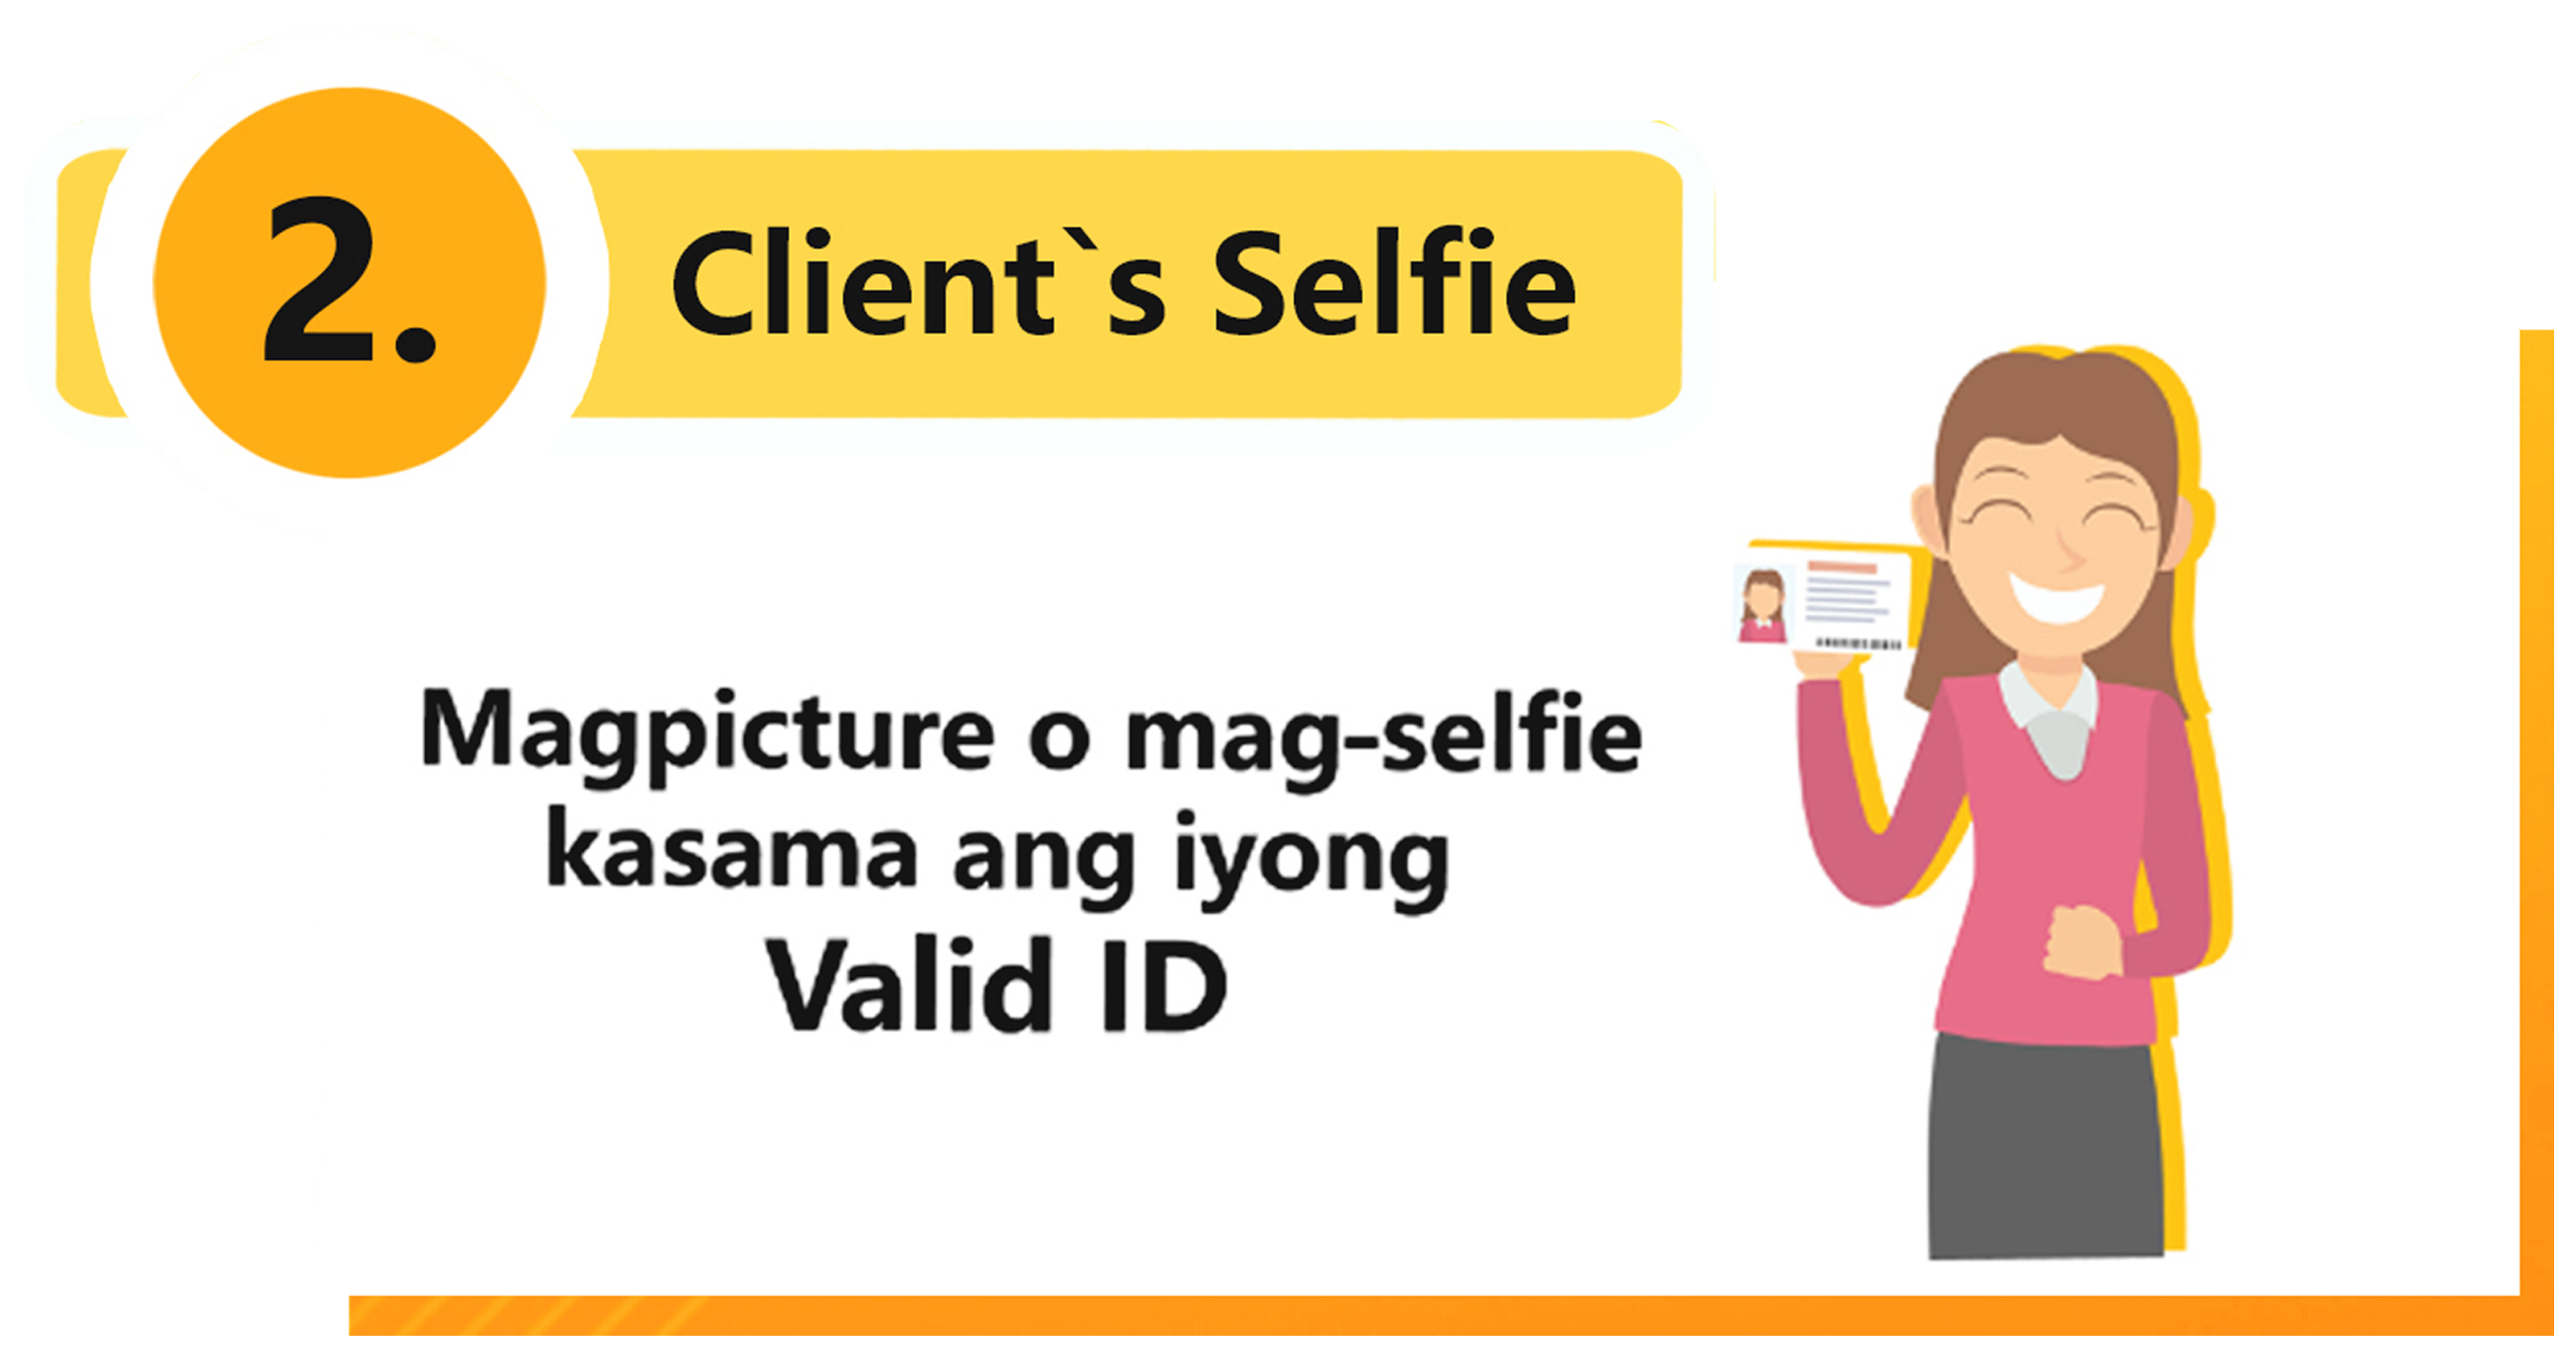 2.
Client`s Selfie
Magpicture o mag-selfie
kasama ang iyong
Valid ID